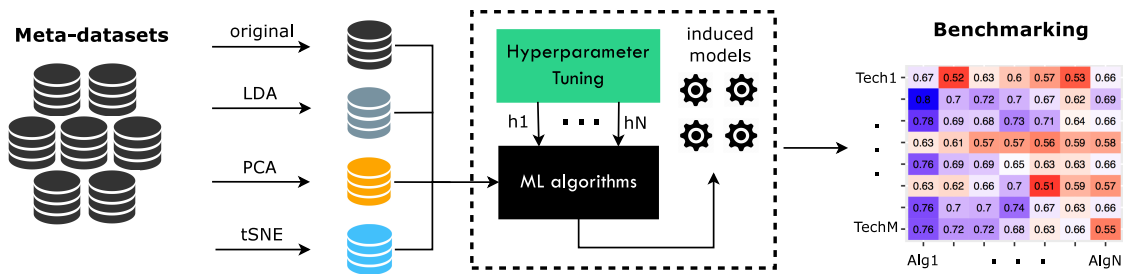 Meta-datasets
original
LDA
PCA
tSNE
Hyperparameter
Tuning
h1
hN
ML algorithms
induced
models
Benchmarking
Tech1 0.67 0.52 0.63 0.6 0.57 0.53 0.66
0.8 0.7 0.72 0.7 0.67 0.62 0.69
0.78 0.69 0.68 0.73 0.71 0.64 0.66
0.63 0.61 0.57 0.57 0.56 0.59 0.58
0.76 0.69 0.69 0.65 0.63 0.63 0.66
0.63 0.62 0.66 0.7 0.51 0.59 0.57
0.76 0.7 0.7 0.74 0.67 0.63 0.66
TechM 0.76 0.72 0.72 0.68 0.63 0.66 0.55
Alg1 AlgN